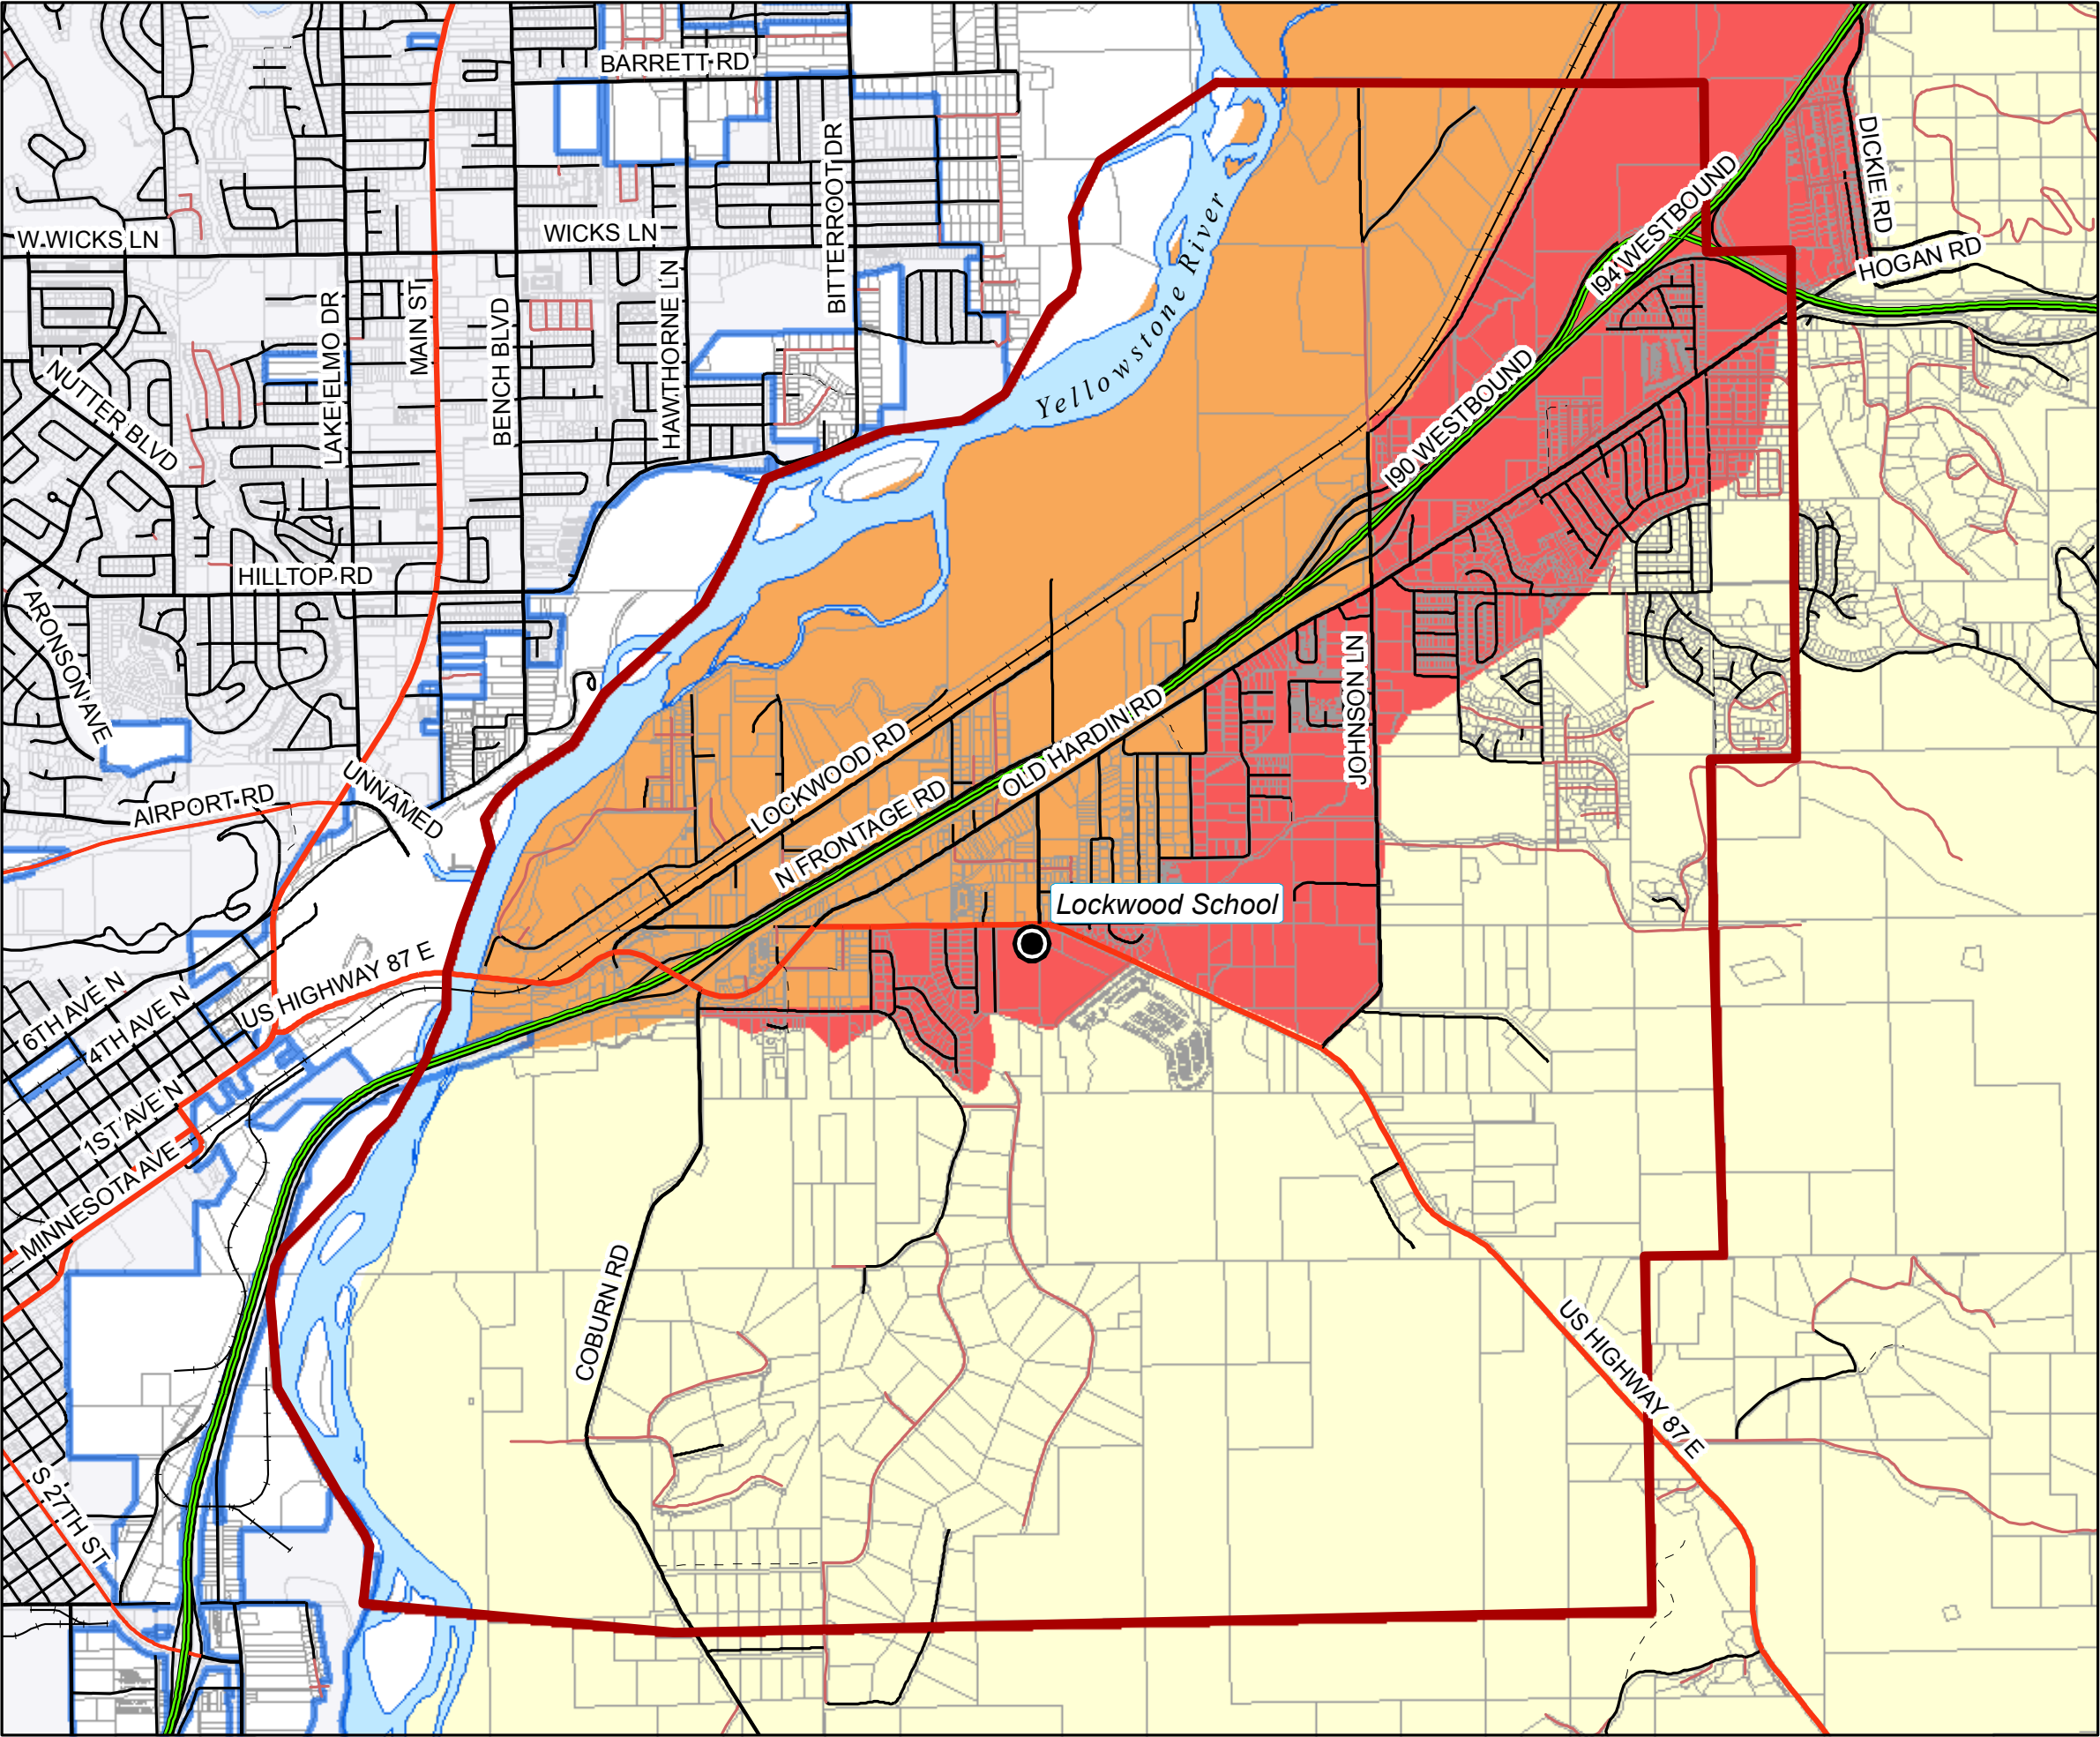 BARRETT RD
BITTERROOT DR
DICKIE RD
W WICKS LN
WICKS LN
I94 WESTBOUND
HOGAN RD
Yellowstone River
LAKE ELMO DR
MAIN ST
BENCH BLVD
HAWTHORNE LN
NUTTER BLVD
I90 WESTBOUND
HILLTOP RD
ARONSON AVE
JOHNSON LN
LOCKWOOD RD
OLD HARDIN RD
N FRONTAGE RD
UNNAMED
AIRPORT RD
Lockwood School
US HIGHWAY 87 E
6TH AVE N
4TH AVE N
1ST AVE N
MINNESOTA AVE
COBURN RD
US HIGHWAY 87 E
S 27TH ST